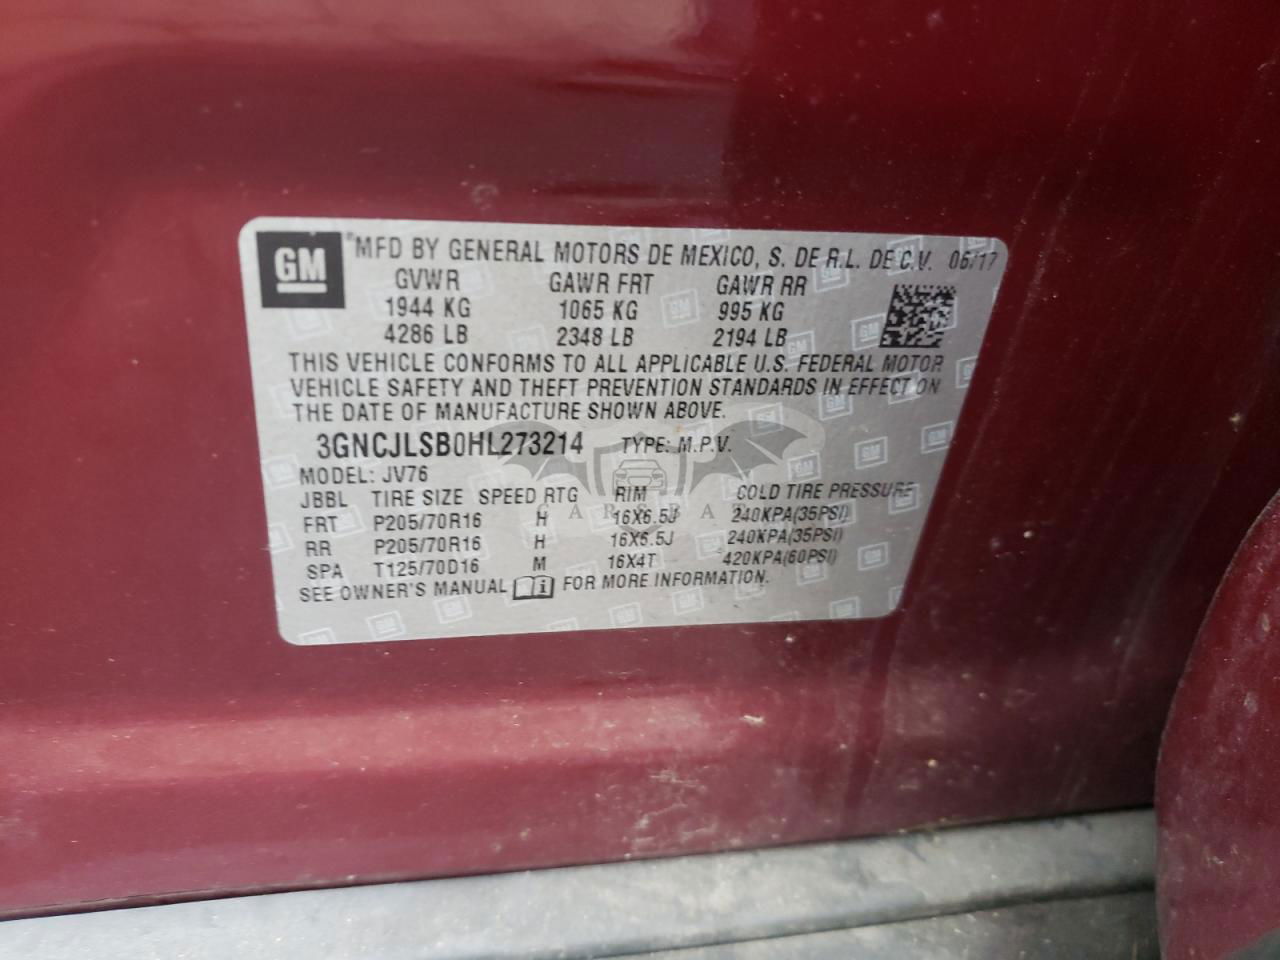 GM MFD BY GENERAL MOTORS DE MEXICO, S. DE R.L. DE C.V. 06/17
GVWR GAWR FRT GAWR RR
1944 KG 1065 KG 995 KG
4286 LB 2348 LB 2194 LB
THIS VEHICLE CONFORMS TO ALL APPLICABLE U.S. FEDERAL MOTOR
VEHICLE SAFETY AND THEFT PREVENTION STANDARDS IN EFFECT ON
THE DATE OF MANUFACTURE SHOWN ABOVE.
3GNCJLSB0HL273214 TYPE: M.P.V.
MODEL: JV76
JBBL TIRE SIZE SPEED RTG RIM COLD TIRE PRESSURE
FRT P205/70R16 H 16X6.5J 240KPA(35PSI)
RR P205/70R16 H 16X6.5J 240KPA(35PSI)
SPA T125/70D16 M 16X4T 420KPA(60PSI)
SEE OWNER'S MANUAL FOR MORE INFORMATION.